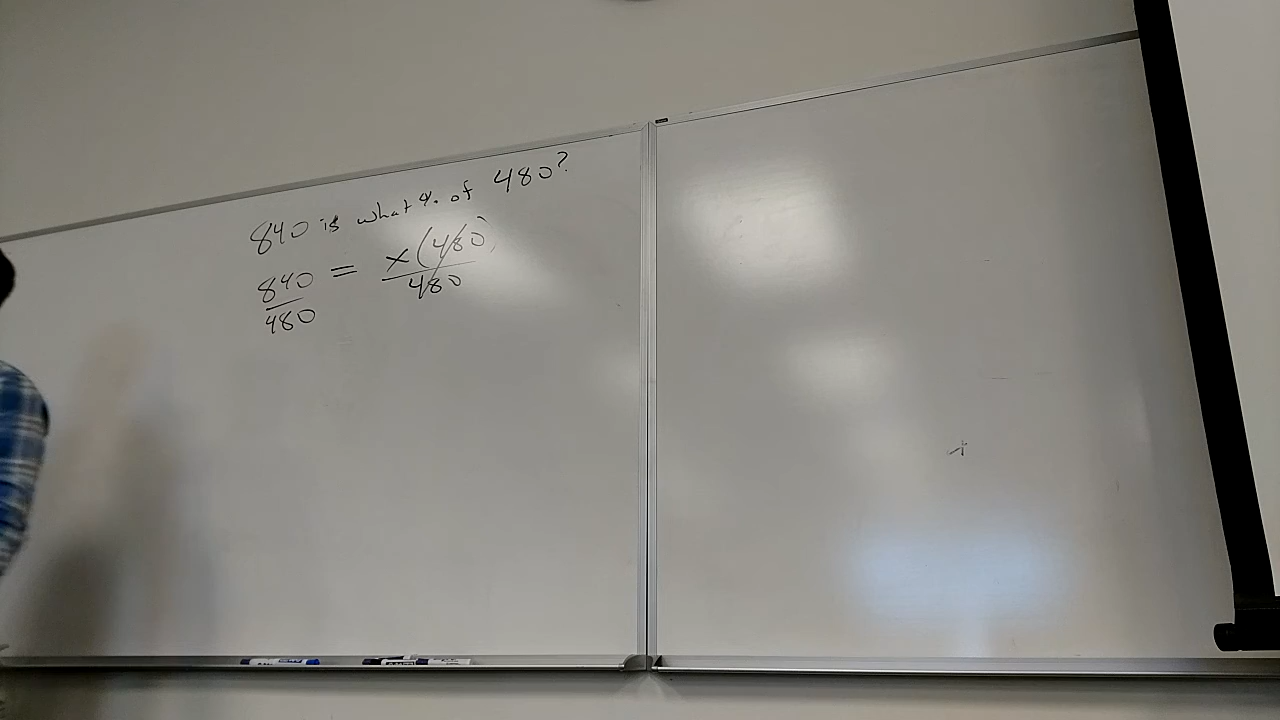 840 is what % of 480?
840 = x(480)
480 480